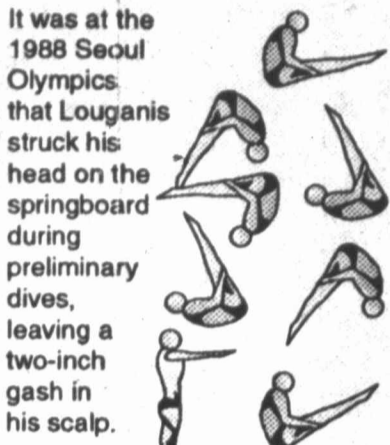 It was at the
1988 Seoul
Olympics
that Louganis
struck his
head on the
springboard
during
preliminary
dives,
leaving a
two-inch
gash in
his scalp.